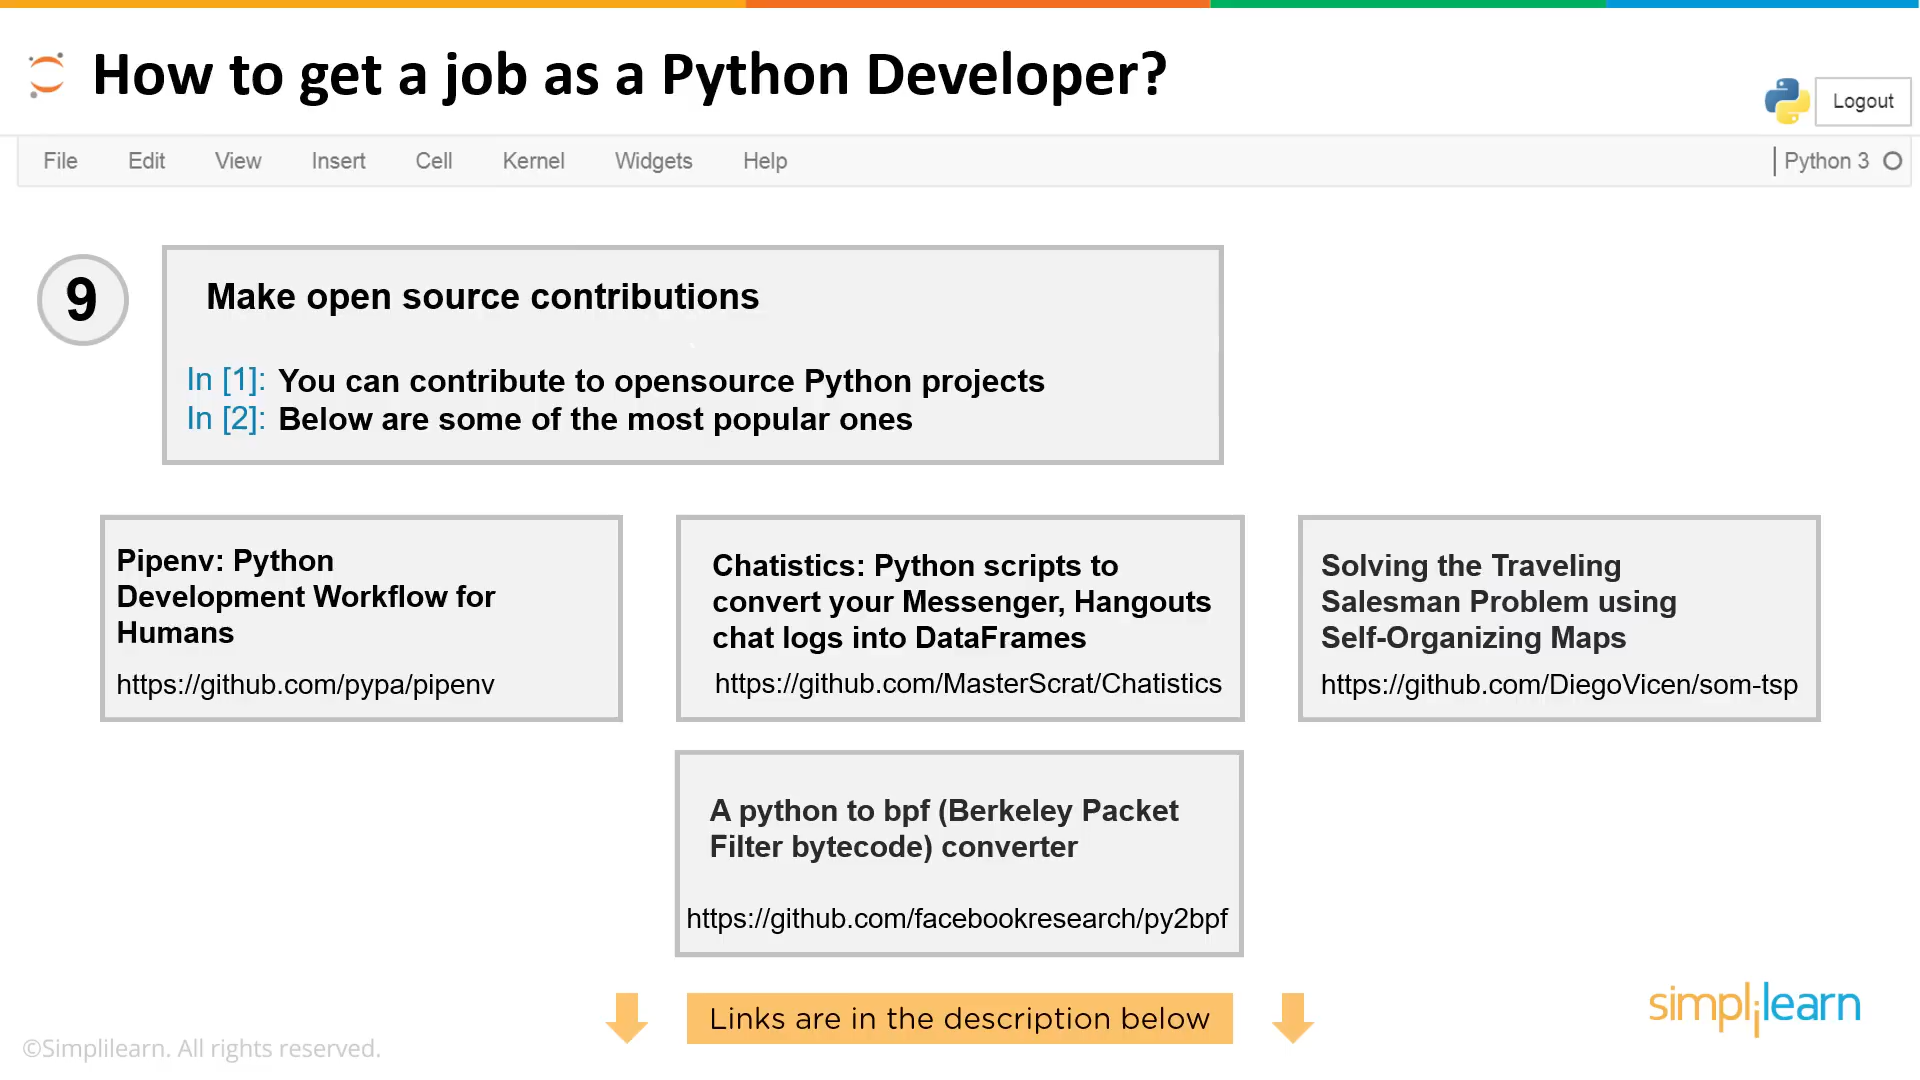 How to get a job as a Python Developer?
Logout
File Edit View Insert Cell Kernel Widgets Help
Python 3
9
Make open source contributions
In [1]: You can contribute to opensource Python projects
In [2]: Below are some of the most popular ones
Pipenv: Python
Development Workflow for
Humans
https://github.com/pypa/pipenv
Chatistics: Python scripts to
convert your Messenger, Hangouts
chat logs into DataFrames
https://github.com/MasterScrat/Chatistics
Solving the Traveling
Salesman Problem using
Self-Organizing Maps
https://github.com/DiegoVicen/som-tsp
A python to bpf (Berkeley Packet
Filter bytecode) converter
https://github.com/facebookresearch/py2bpf
Links are in the description below
©Simplilearn. All rights reserved.
simplilearn